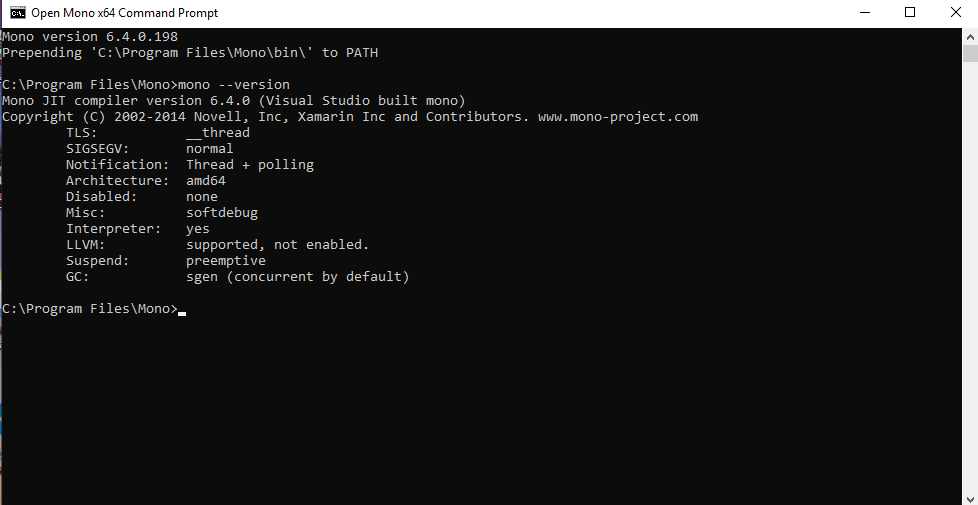 Open Mono x64 Command Prompt
Mono version 6.4.0.198
Prepending 'C:\Program Files\Mono\bin\' to PATH
C:\Program Files\Mono>mono --version
Mono JIT compiler version 6.4.0 (Visual Studio built mono)
Copyright (C) 2002-2014 Novell, Inc, Xamarin Inc and Contributors. www.mono-project.com
TLS: __thread
SIGSEGV: normal
Notification: Thread + polling
Architecture: amd64
Disabled: none
Misc: softdebug
Interpreter: yes
LLVM: supported, not enabled.
Suspend: preemptive
GC: sgen (concurrent by default)
C:\Program Files\Mono>